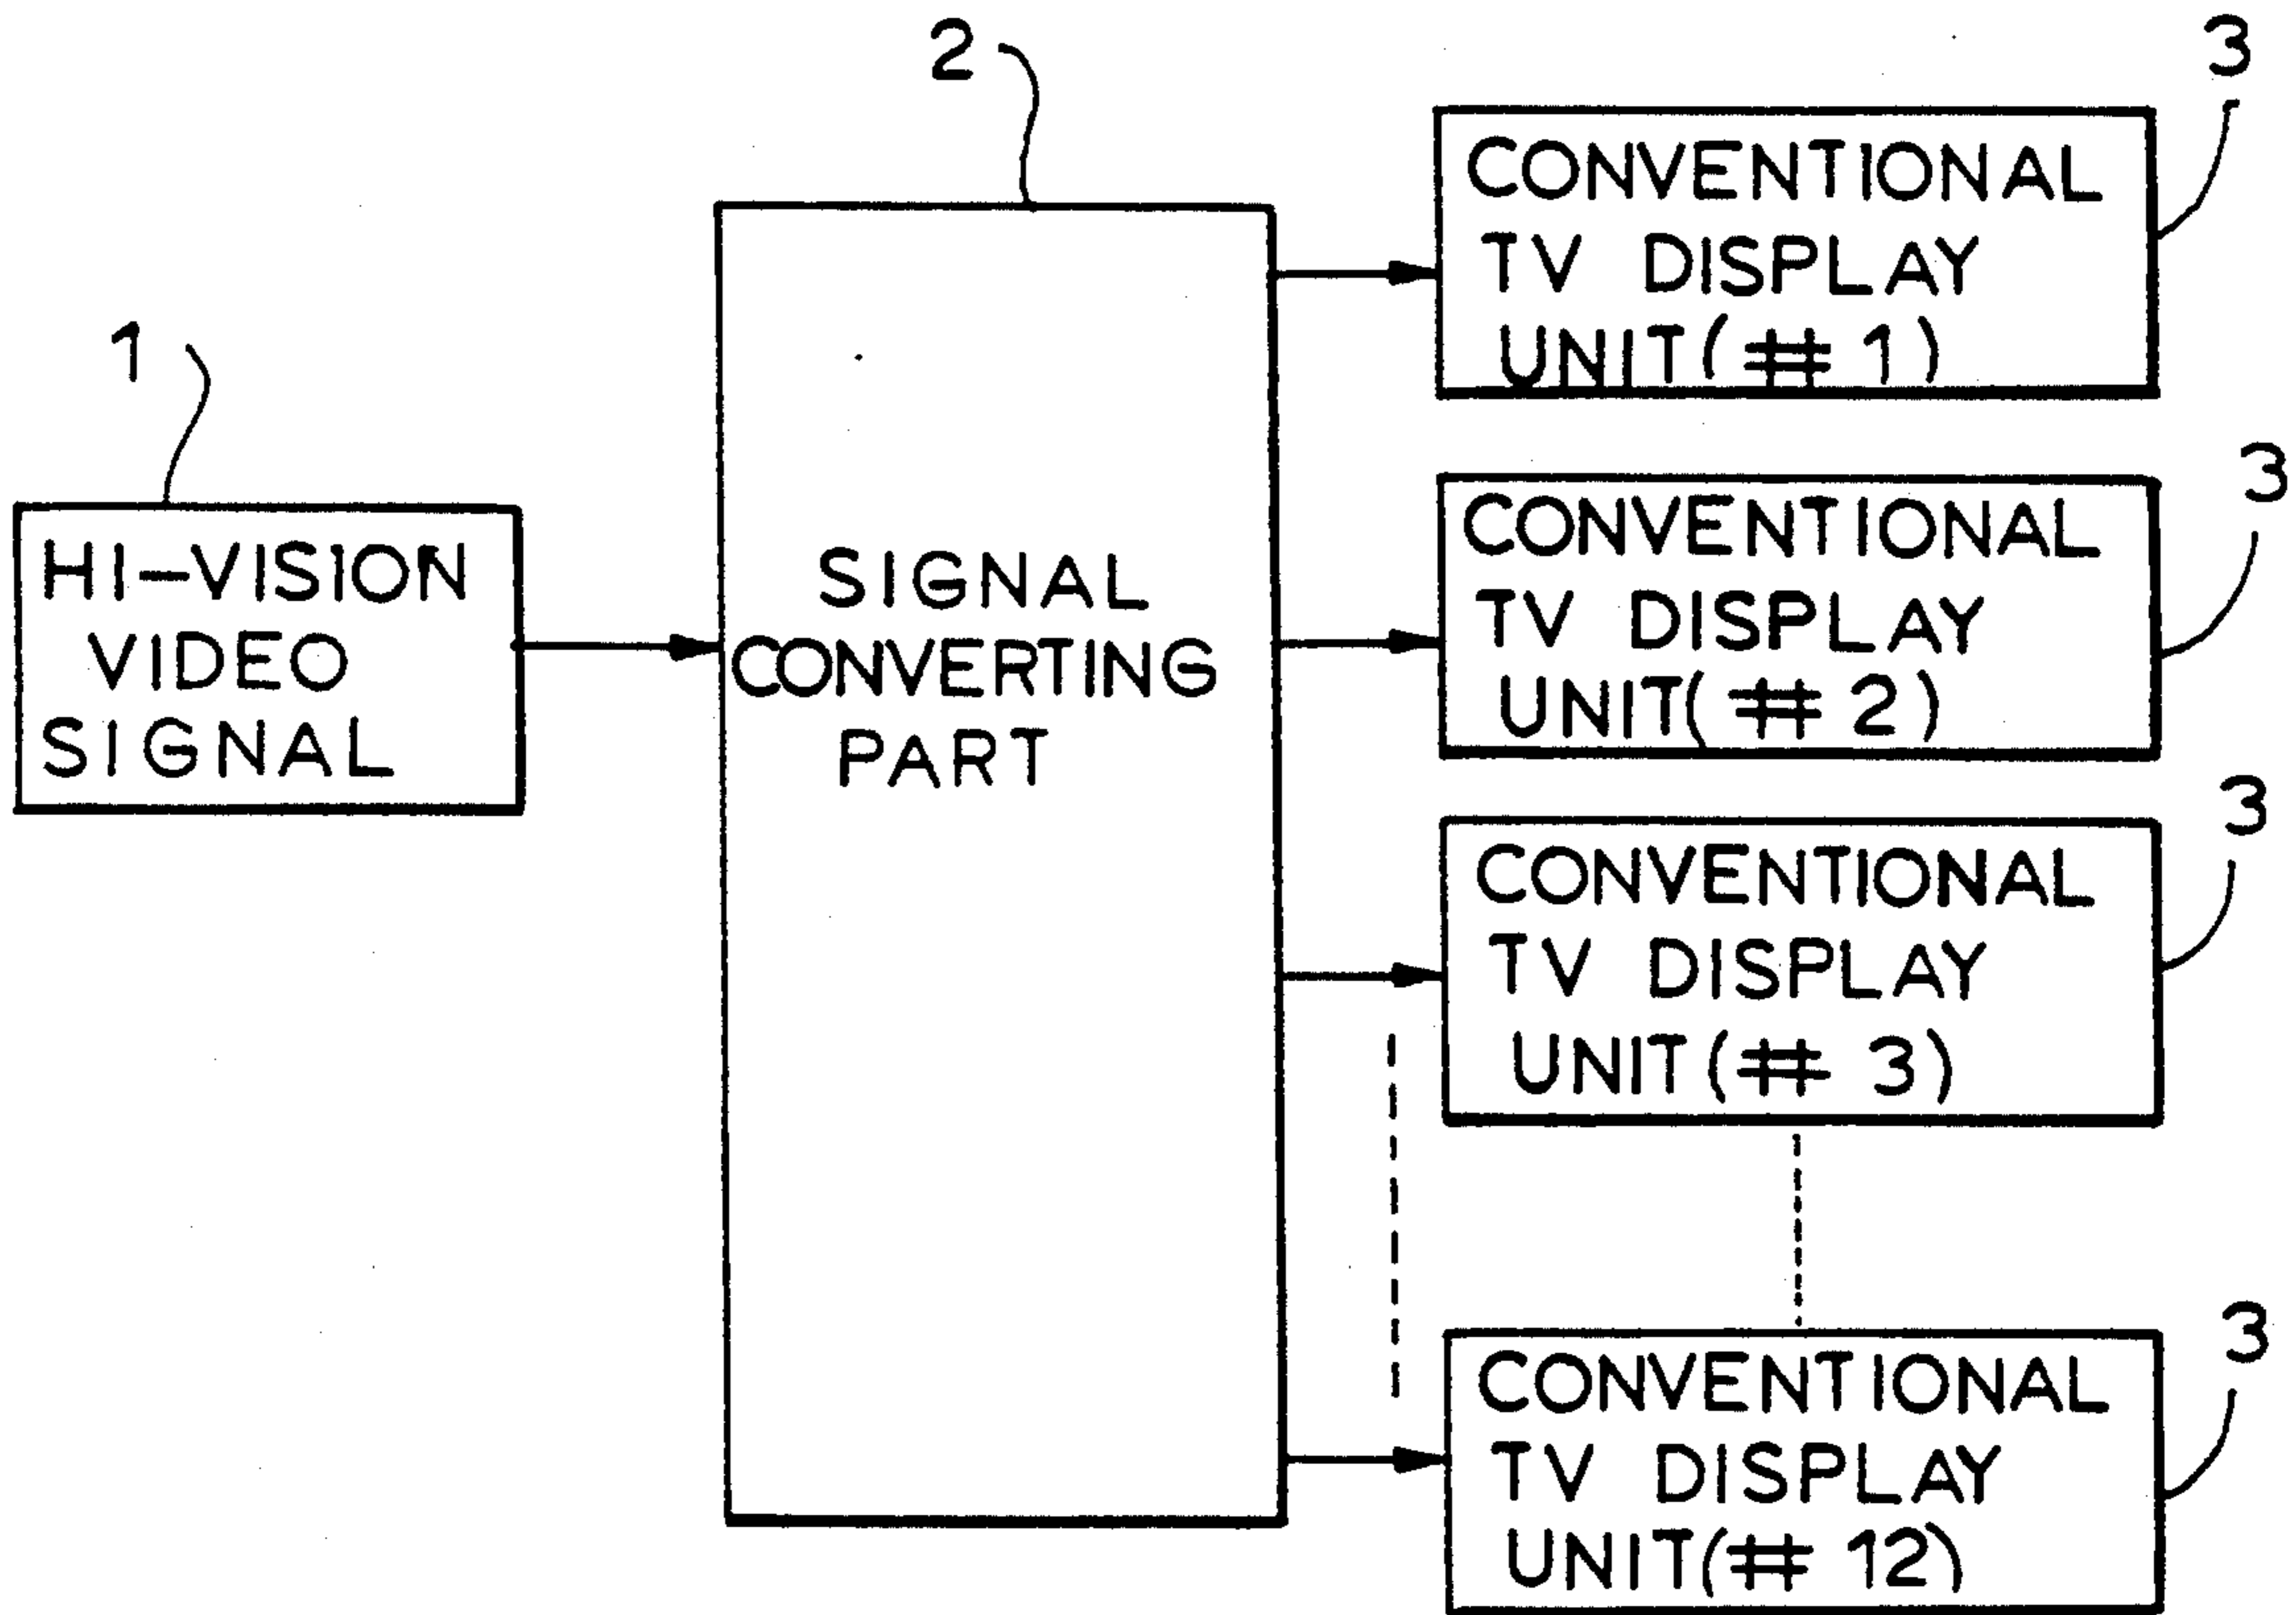 1
HI-VISION
VIDEO
SIGNAL
2
SIGNAL
CONVERTING
PART
3
CONVENTIONAL
TV DISPLAY
UNIT(# 1)
3
CONVENTIONAL
TV DISPLAY
UNIT(# 2)
3
CONVENTIONAL
TV DISPLAY
UNIT(# 3)
3
CONVENTIONAL
TV DISPLAY
UNIT(# 12)